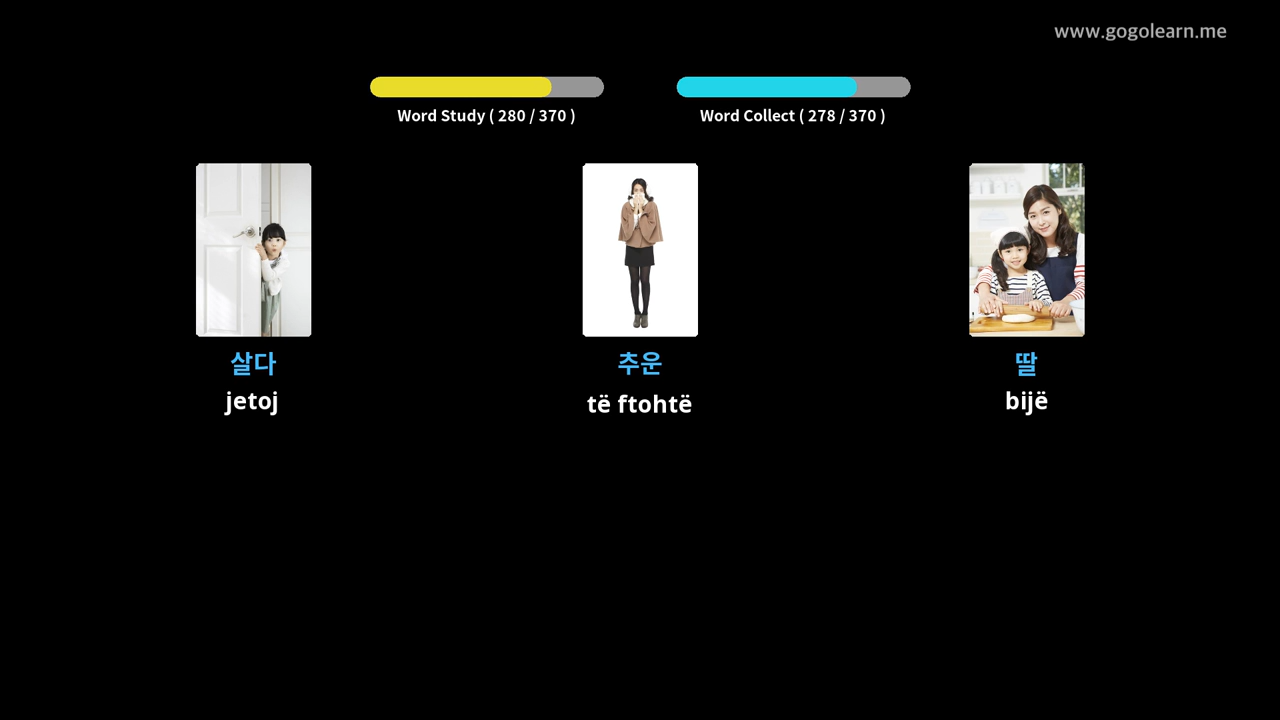 www.gogolearn.me
Word Study ( 280 / 370 )
Word Collect ( 278 / 370 )
살다
jetoj
추운
të ftohtë
딸
bijë